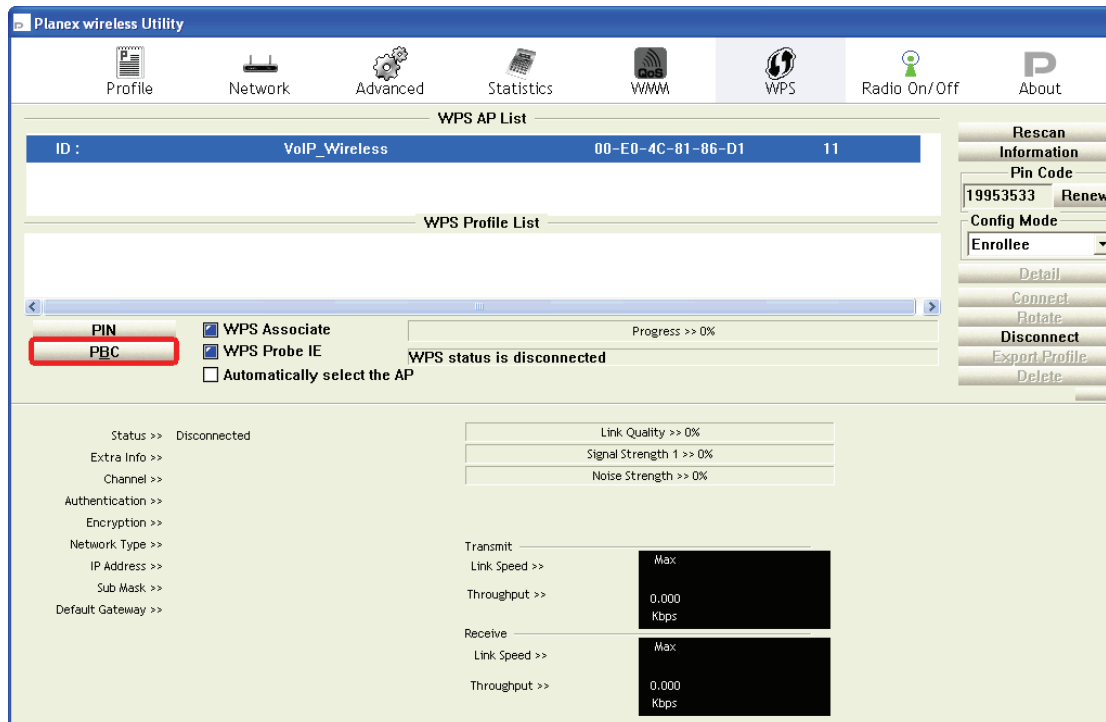 Planex wireless Utility
Profile Network Advanced Statistics QoS WMM WPS Radio On/Off About
WPS AP List
ID : VoIP_Wireless 00-E0-4C-81-86-D1 11
Rescan
Information
Pin Code
19953533 Renew
Config Mode
Enrollee
Detail
Connect
Rotate
Disconnect
Export Profile
Delete
WPS Profile List
PIN
PBC
WPS Associate
WPS Probe IE
Automatically select the AP
Progress >> 0%
WPS status is disconnected
Status >> Disconnected
Extra Info >>
Channel >>
Authentication >>
Encryption >>
Network Type >>
IP Address >>
Sub Mask >>
Default Gateway >>
Link Quality >> 0%
Signal Strength 1 >> 0%
Noise Strength >> 0%
Transmit
Link Speed >> Max
Throughput >> 0.000
Kbps
Receive
Link Speed >> Max
Throughput >> 0.000
Kbps